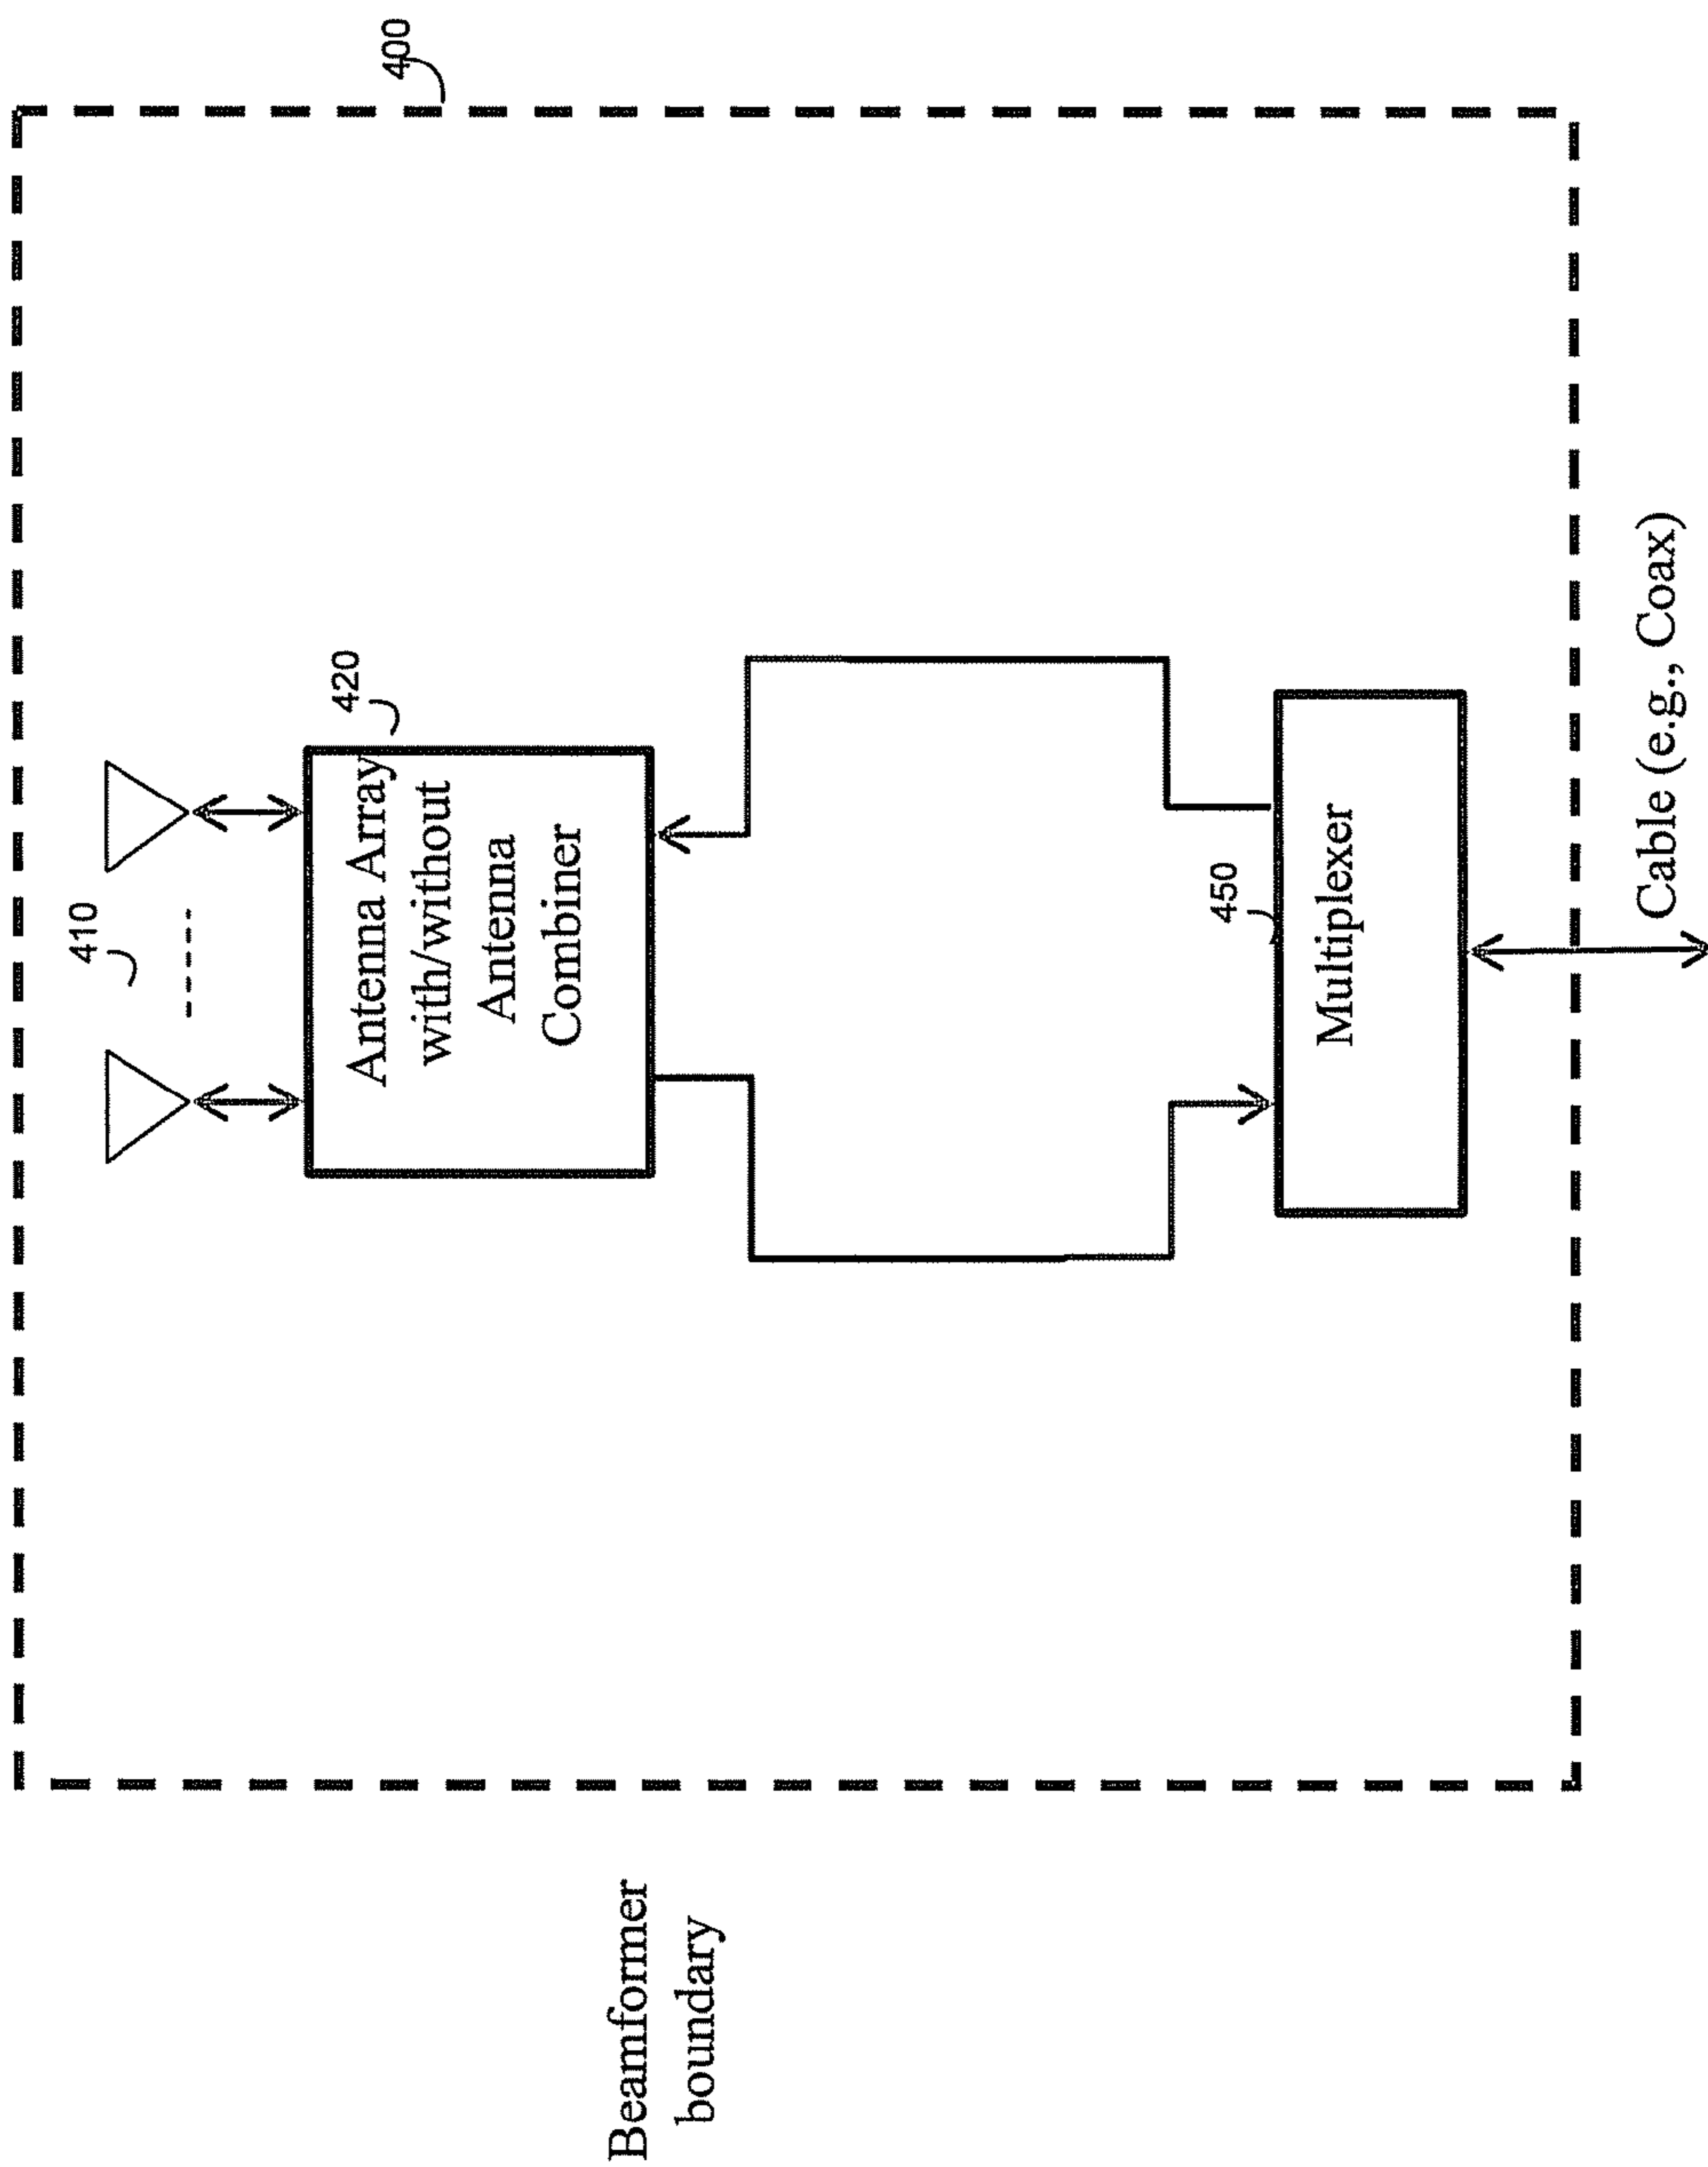 400
410
420
Antenna Array
with/without
Antenna
Combiner
450
Multiplexer
Cable (e.g., Coax)
Beamformer
boundary